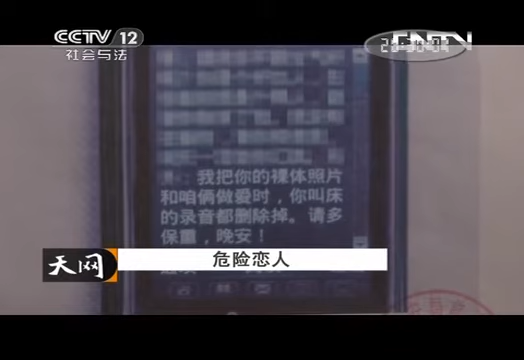 CCTV 12
社会与法
我把你的裸体照片
和咱俩做爱时，你叫床
的录音都删除掉。请多
保重，晚安！
天网
危险恋人